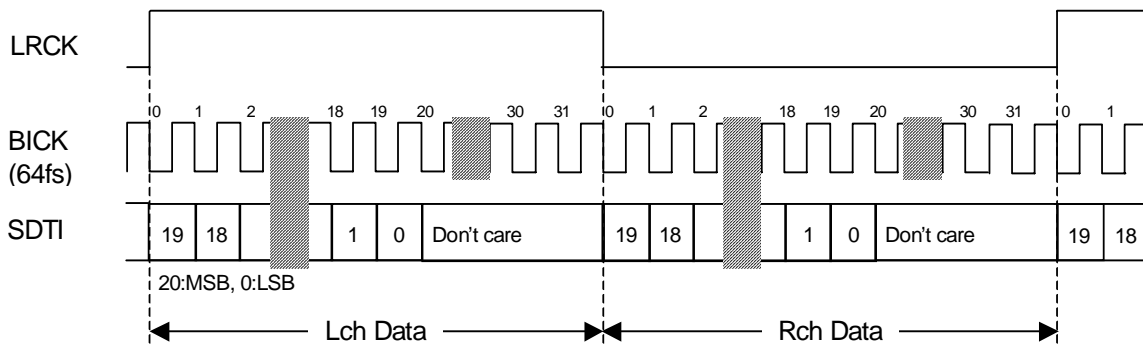 LRCK
0 1 2 18 19 20 30 31 0 1 2 18 19 20 30 31 0 1
BICK
(64fs)
SDTI
19 18 1 0 Don't care 19 18 1 0 Don't care 19 18
20:MSB, 0:LSB
Lch Data Rch Data